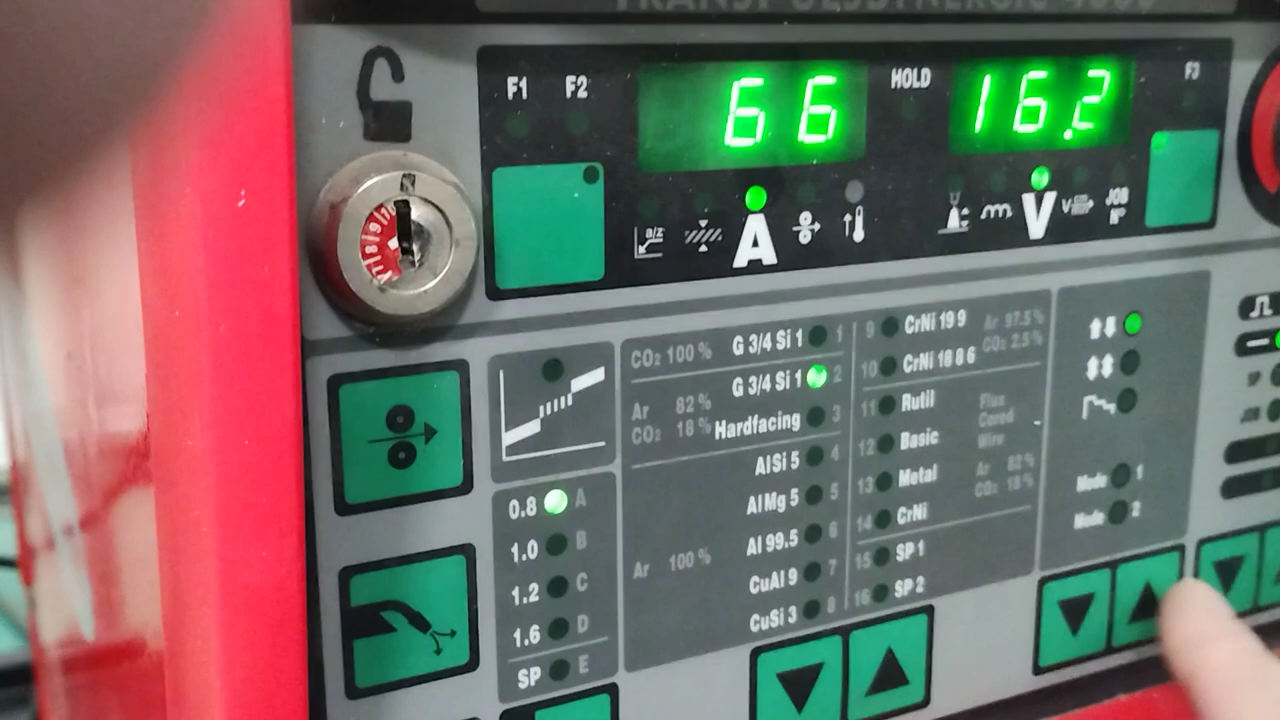 TRANSPULSSYNERGIC 4000
F1 F2 66 HOLD 16.2 F3
a/z A V JOB N°
CO₂ 100 % G 3/4 Si 1 1
Ar 82 % G 3/4 Si 1 2
CO₂ 18 % Hardfacing 3
AlSi 5 4
AlMg 5 5
Ar 100 % Al 99.5 6
CuAl 9 7
CuSi 3 8
9 CrNi 19 9 Ar 97.5 %
10 CrNi 18 8 6 CO₂ 2.5 %
11 Rutil Flux
12 Basic Cored
Wire
13 Metal Ar 82 %
14 CrNi CO₂ 18 %
15 SP 1
16 SP 2
0.8 A
1.0 B
1.2 C
1.6 D
SP E
Mode 1
Mode 2
SP
JOB